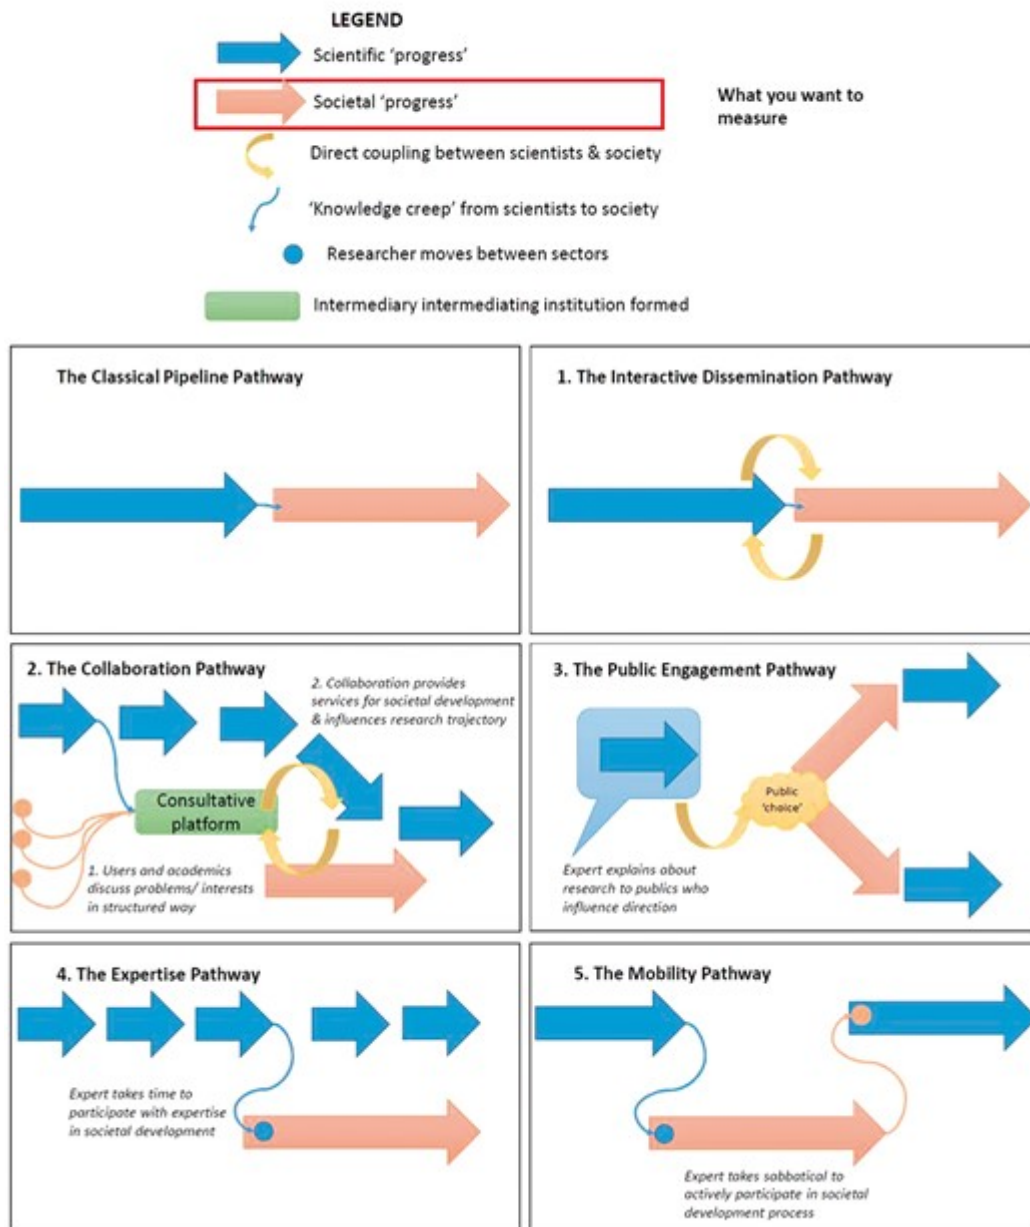 LEGEND
Scientific 'progress'
Societal 'progress'
What you want to
measure
Direct coupling between scientists & society
'Knowledge creep' from scientists to society
Researcher moves between sectors
Intermediary intermediating institution formed
The Classical Pipeline Pathway
1. The Interactive Dissemination Pathway
2. The Collaboration Pathway
2. Collaboration provides
services for societal development
& influences research trajectory
Consultative
platform
1. Users and academics
discuss problems/ interests
in structured way
3. The Public Engagement Pathway
Public
'choice'
Expert explains about
research to publics who
influence direction
4. The Expertise Pathway
Expert takes time to
participate with expertise
in societal development
5. The Mobility Pathway
Expert takes sabbatical to
actively participate in societal
development process